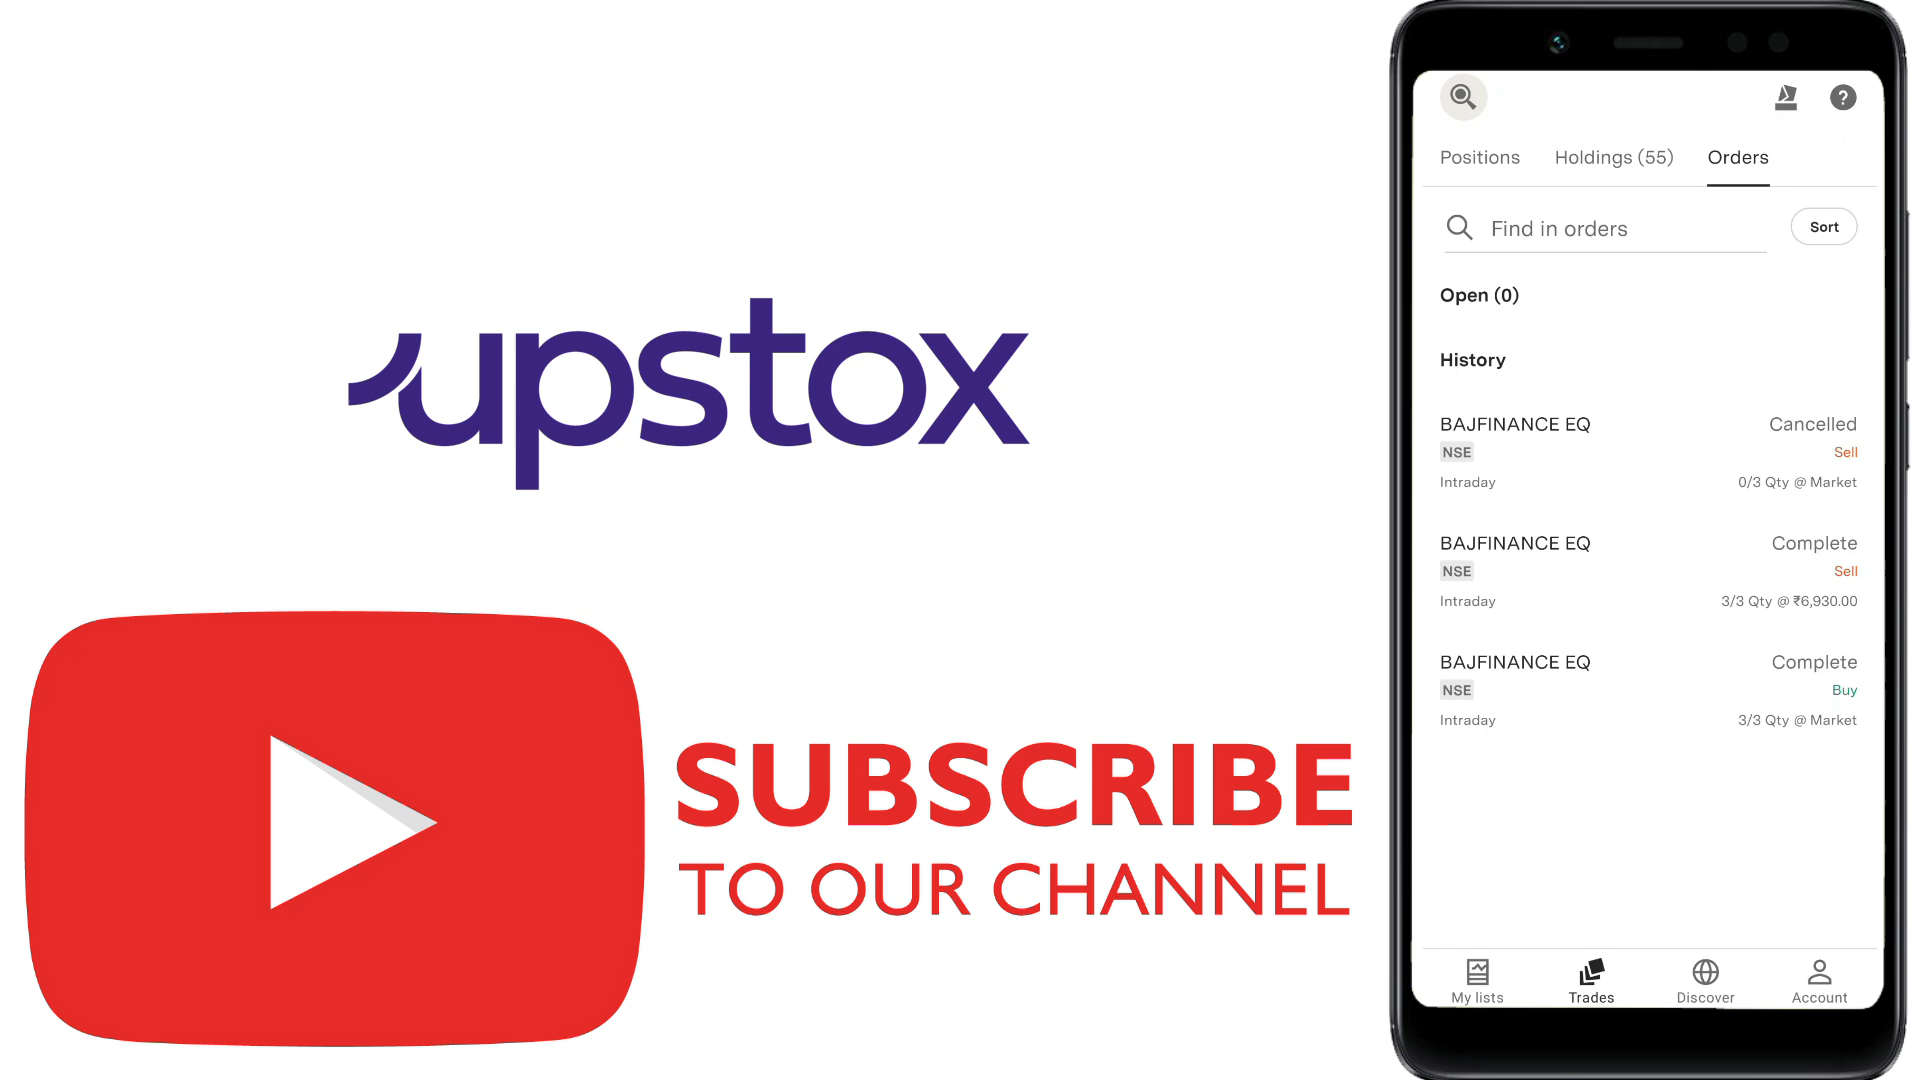 upstox
SUBSCRIBE
TO OUR CHANNEL
?
Positions Holdings (55) Orders
Find in orders Sort
Open (0)
History
BAJFINANCE EQ Cancelled
NSE Sell
Intraday 0/3 Qty @ Market
BAJFINANCE EQ Complete
NSE Sell
Intraday 3/3 Qty @ ₹6,930.00
BAJFINANCE EQ Complete
NSE Buy
Intraday 3/3 Qty @ Market
My lists Trades Discover Account